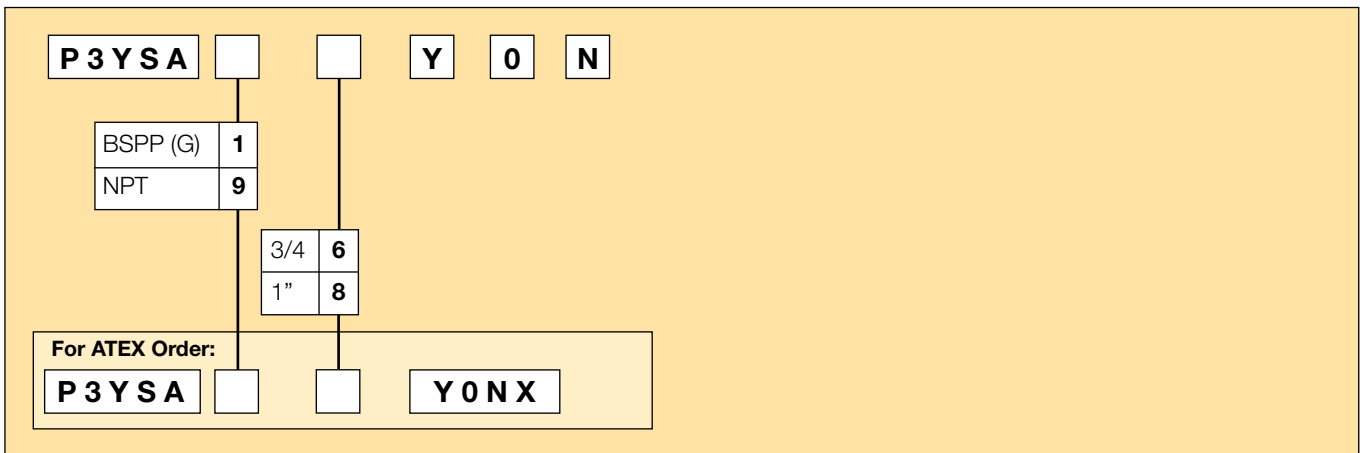 P3YSA Y 0 N
BSPP (G) 1
NPT 9
3/4 6
1” 8
For ATEX Order:
P3YSA Y0NX